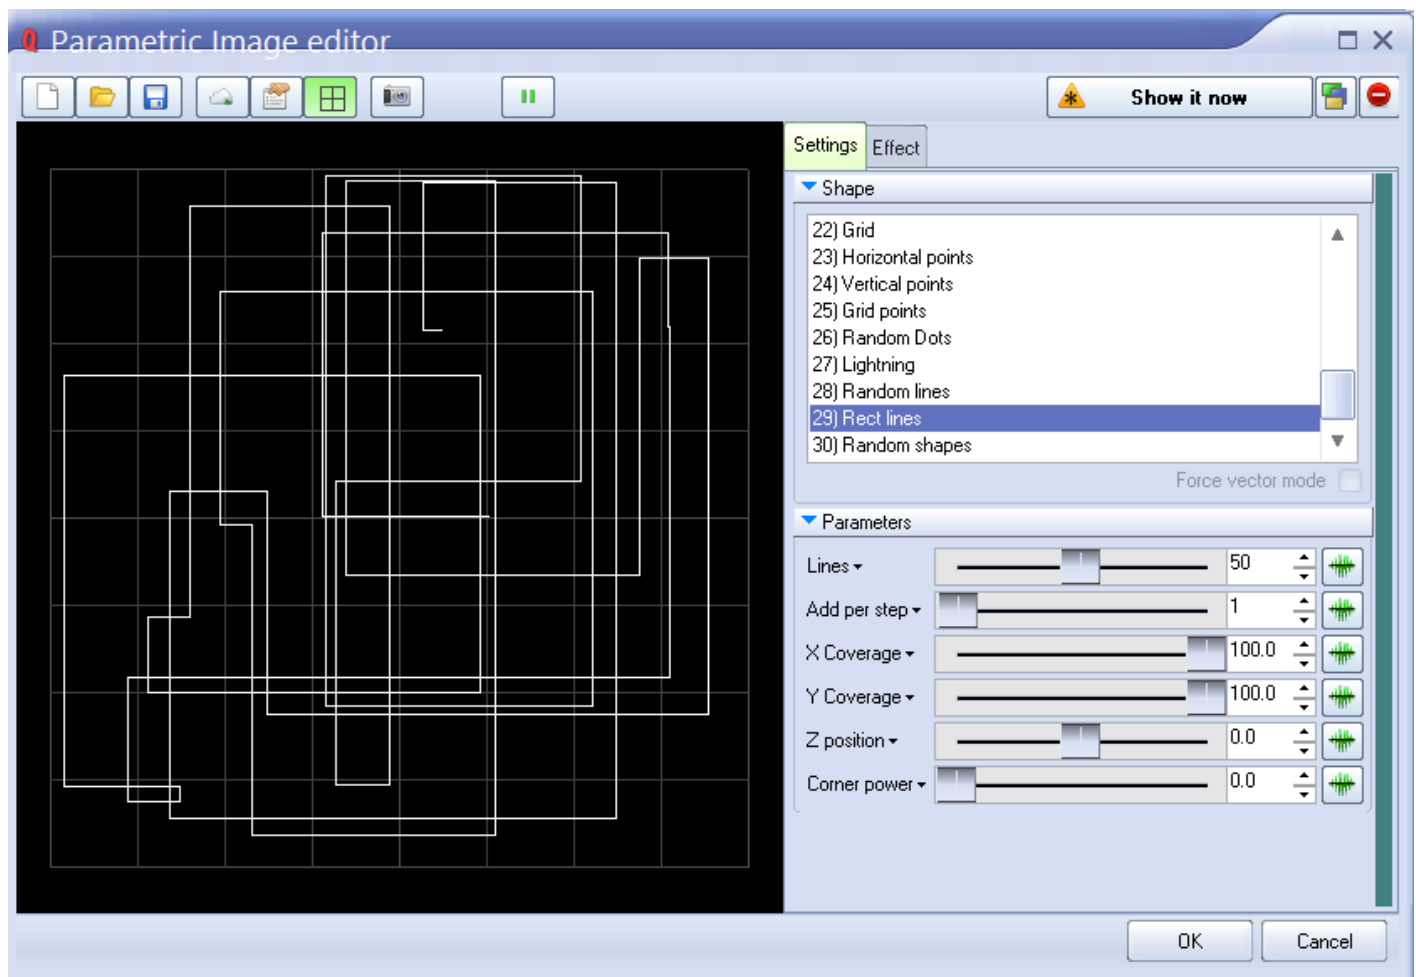 Parametric Image editor
Show it now
Settings Effect
Shape
22) Grid
23) Horizontal points
24) Vertical points
25) Grid points
26) Random Dots
27) Lightning
28) Random lines
29) Rect lines
30) Random shapes
Force vector mode
Parameters
Lines 50
Add per step 1
X Coverage 100.0
Y Coverage 100.0
Z position 0.0
Corner power 0.0
OK Cancel